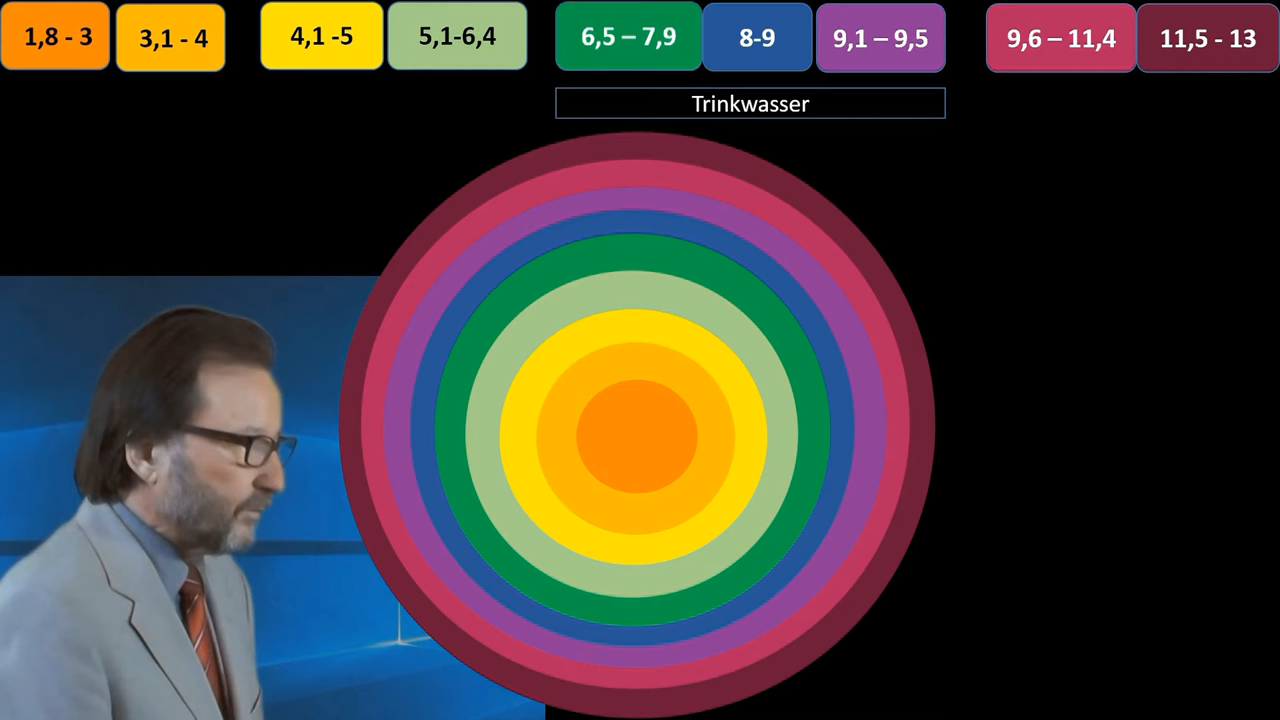 1,8 - 3 3,1 - 4 4,1 -5 5,1-6,4 6,5 – 7,9 8-9 9,1 – 9,5 9,6 – 11,4 11,5 - 13
Trinkwasser